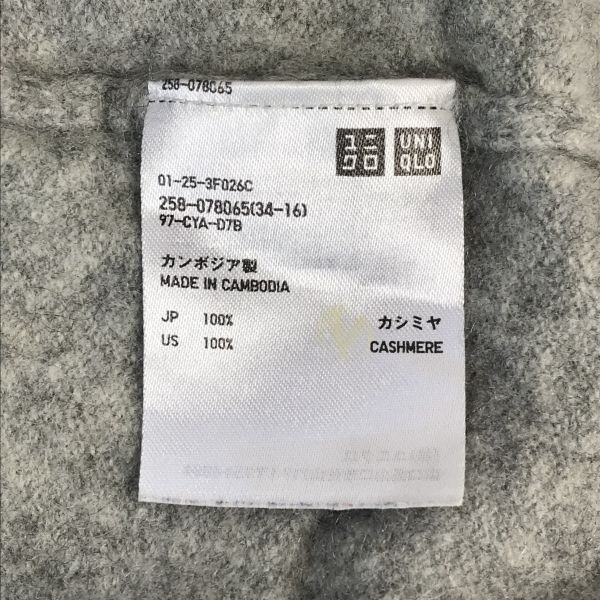 258-078065
ユニ UNI
クロ QLO
01-25-3F026C
258-078065(34-16)
97-CYA-D7B
カンボジア製
MADE IN CAMBODIA
JP 100% カシミヤ
US 100% CASHMERE